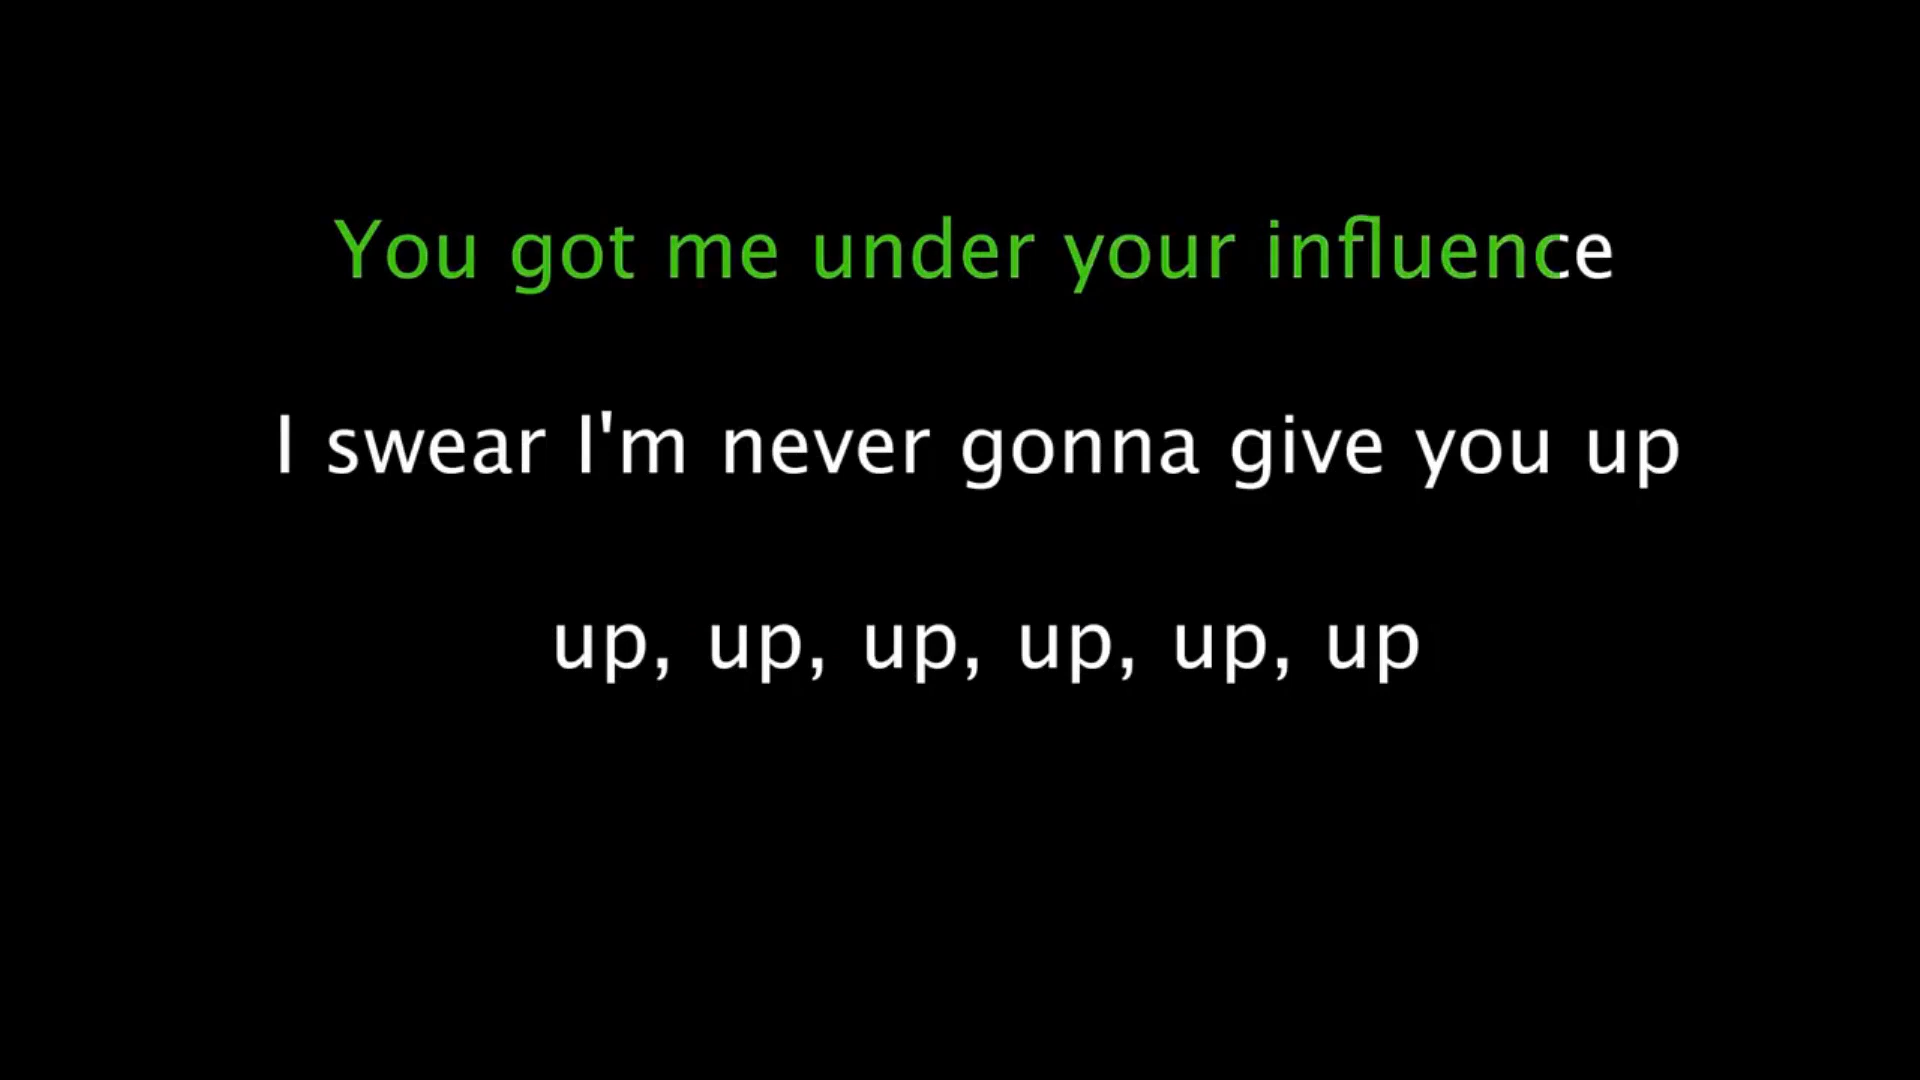 You got me under your influence
I swear I'm never gonna give you up
up, up, up, up, up, up